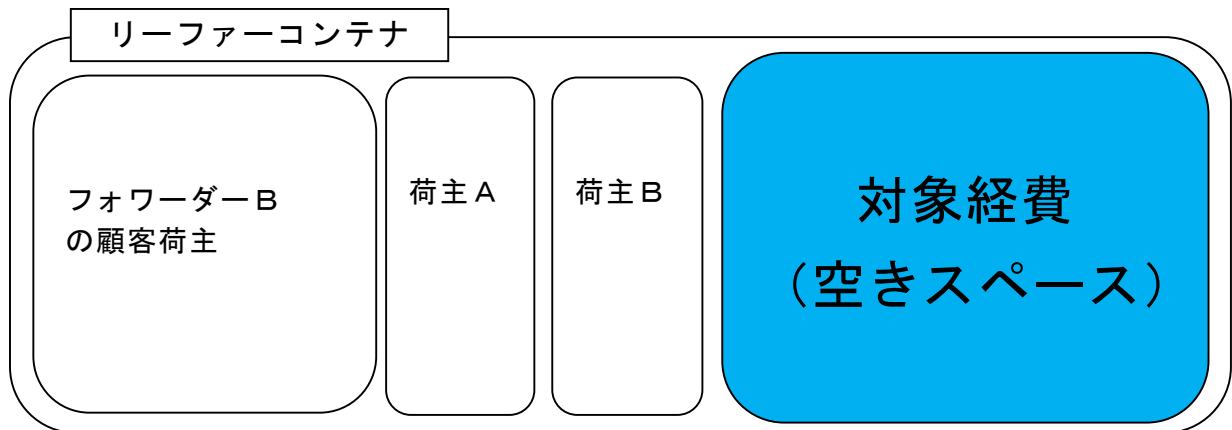 リーファーコンテナ
フォワーダーＢ
の顧客荷主
荷主Ａ
荷主Ｂ
対象経費
（空きスペース）